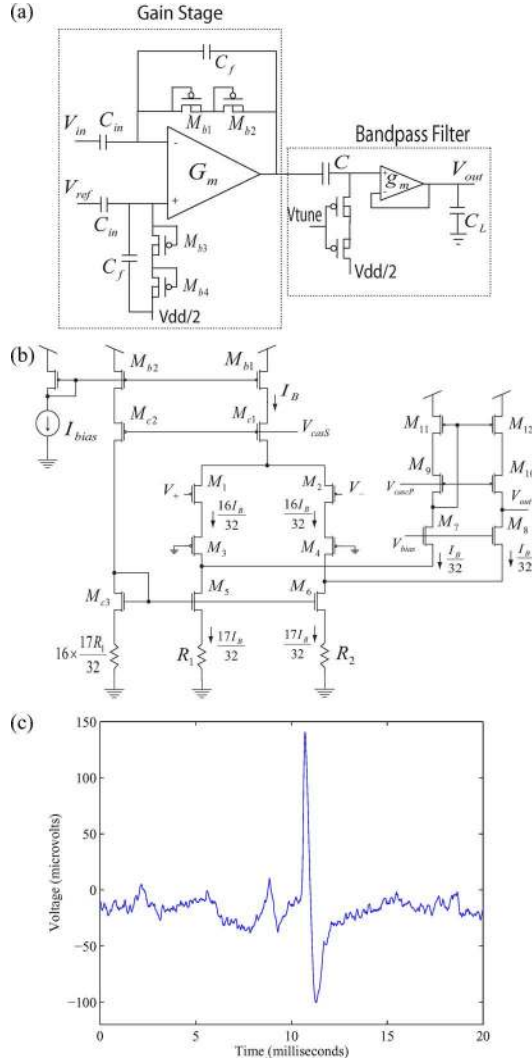 (a)
Gain Stage
C_f
M_b1 M_b2
V_in C_in
-
G_m
V_ref
+
C_in
M_b3
C_f
M_b4
Vdd/2
Bandpass Filter
C
+
g_m
-
V_out
Vtune
C_L
Vdd/2
(b)
M_b2 M_b1
I_B
I_bias
M_c2 M_c1
V_casS
M_11 M_12
M_9 M_10
V_cascP
V_out
M_7 M_8
V_bias
I_B/32 I_B/32
V_+ M_1 M_2 V_-
16I_B/32 16I_B/32
M_3 M_4
M_c3 M_5 M_6
16×17R_1/32
R_1 17I_B/32 17I_B/32 R_2
(c)
150
100
50
0
−50
−100
Voltage (microvolts)
0 5 10 15 20
Time (milliseconds)